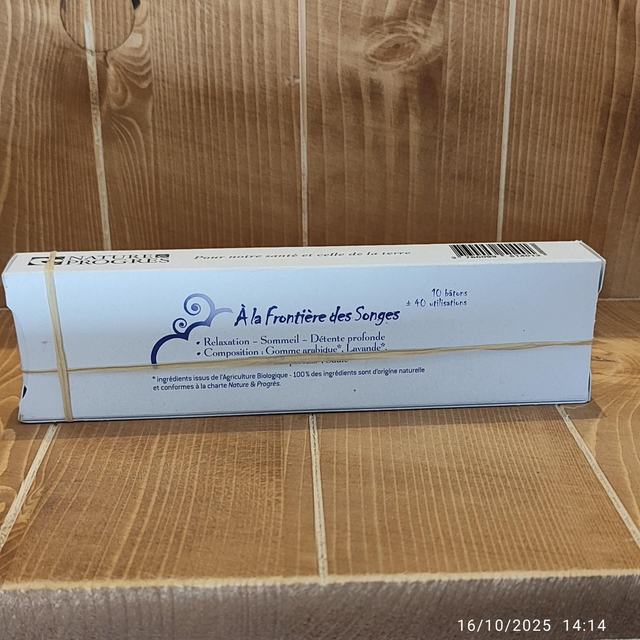 NATURE & PROGRÈS
Pour notre santé et celle de la terre
10 bâtons
± 40 utilisations
À la Frontière des Songes
• Relaxation – Sommeil – Détente profonde
• Composition : Gomme arabique*, Lavande*,
* ingrédients issus de l'Agriculture Biologique - 100% des ingrédients sont d'origine naturelle
et conformes à la charte Nature & Progrès.
16/10/2025 14:14